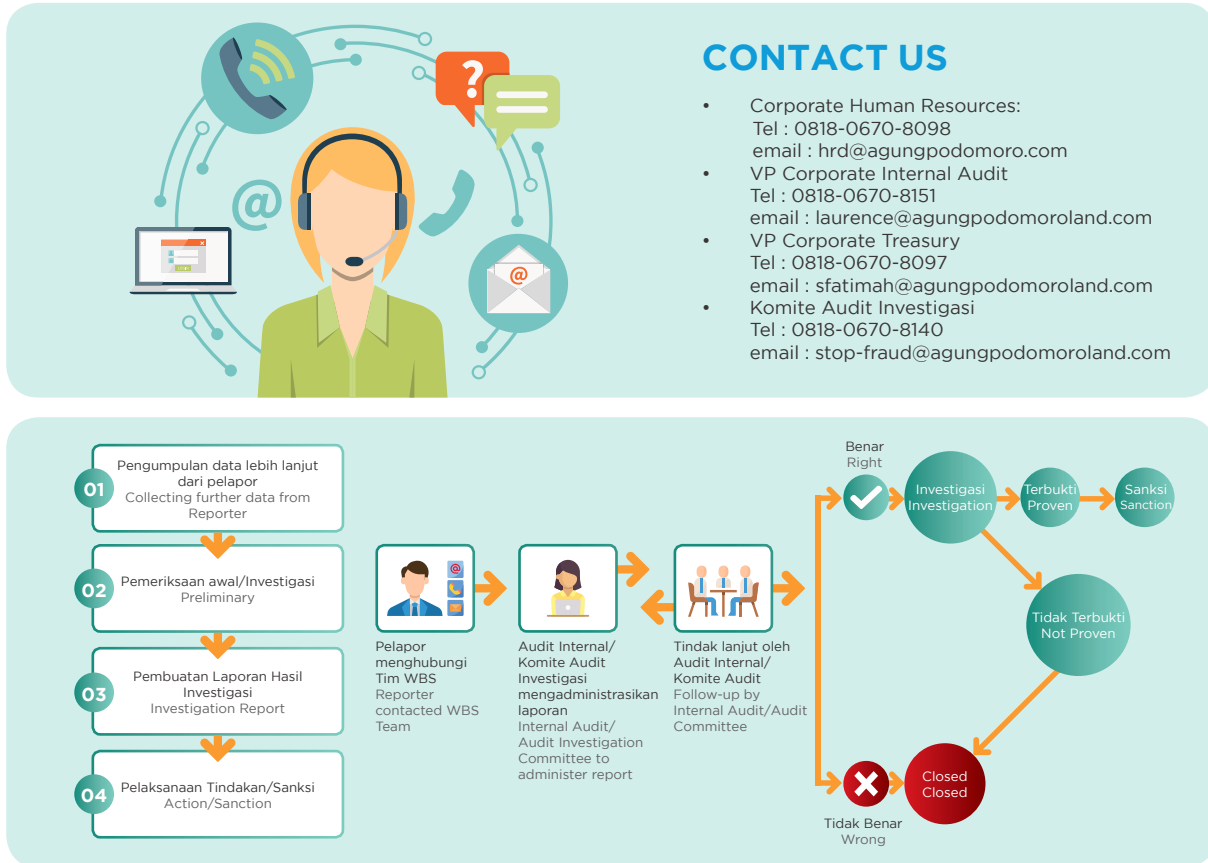 CONTACT US
• Corporate Human Resources:
Tel : 0818-0670-8098
email : hrd@agungpodomoro.com
• VP Corporate Internal Audit
Tel : 0818-0670-8151
email : laurence@agungpodomoroland.com
• VP Corporate Treasury
Tel : 0818-0670-8097
email : sfatimah@agungpodomoroland.com
• Komite Audit Investigasi
Tel : 0818-0670-8140
email : stop-fraud@agungpodomoroland.com
?
@
@
01
Pengumpulan data lebih lanjut
dari pelapor
Collecting further data from
Reporter
02
Pemeriksaan awal/Investigasi
Preliminary
03
Pembuatan Laporan Hasil
Investigasi
Investigation Report
04
Pelaksanaan Tindakan/Sanksi
Action/Sanction
@
Pelapor
menghubungi
Tim WBS
Reporter
contacted WBS
Team
Audit Internal/
Komite Audit
Investigasi
mengadministrasikan
laporan
Internal Audit/
Audit Investigation
Committee to
administer report
Tindak lanjut oleh
Audit Internal/
Komite Audit
Follow-up by
Internal Audit/Audit
Committee
Benar
Right
Investigasi
Investigation
Terbukti
Proven
Sanksi
Sanction
Tidak Terbukti
Not Proven
Closed
Closed
Tidak Benar
Wrong